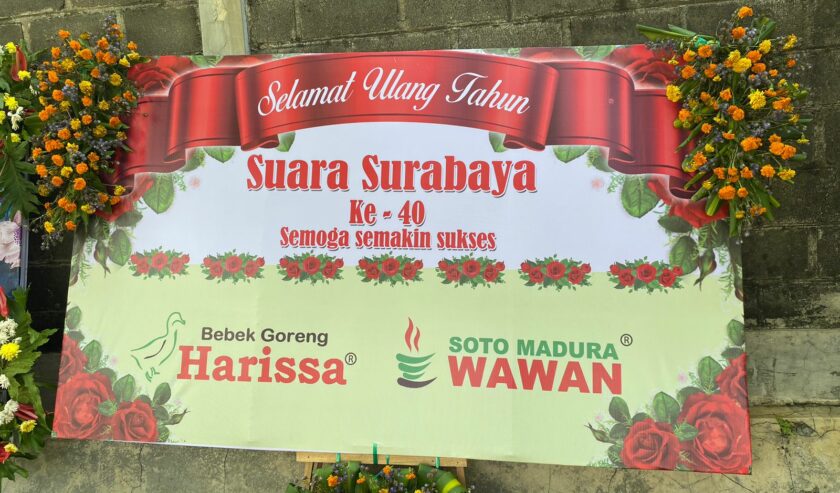 Selamat Ulang Tahun
Suara Surabaya
Ke - 40
Semoga semakin sukses
Bebek Goreng
Harissa®
SOTO MADURA®
WAWAN